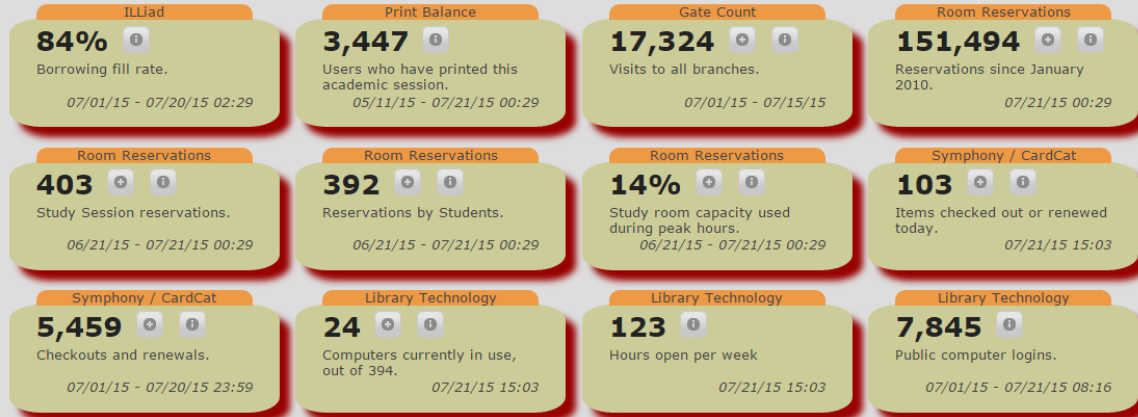 ILLiad
84%
Borrowing fill rate.
07/01/15 - 07/20/15 02:29
Print Balance
3,447
Users who have printed this
academic session.
05/11/15 - 07/21/15 00:29
Gate Count
17,324
Visits to all branches.
07/01/15 - 07/15/15
Room Reservations
151,494
Reservations since January
2010.
07/21/15 00:29
Room Reservations
403
Study Session reservations.
06/21/15 - 07/21/15 00:29
Room Reservations
392
Reservations by Students.
06/21/15 - 07/21/15 00:29
Room Reservations
14%
Study room capacity used
during peak hours.
06/21/15 - 07/21/15 00:29
Symphony / CardCat
103
Items checked out or renewed
today.
07/21/15 15:03
Symphony / CardCat
5,459
Checkouts and renewals.
07/01/15 - 07/20/15 23:59
Library Technology
24
Computers currently in use,
out of 394.
07/21/15 15:03
Library Technology
123
Hours open per week
07/21/15 15:03
Library Technology
7,845
Public computer logins.
07/01/15 - 07/21/15 08:16